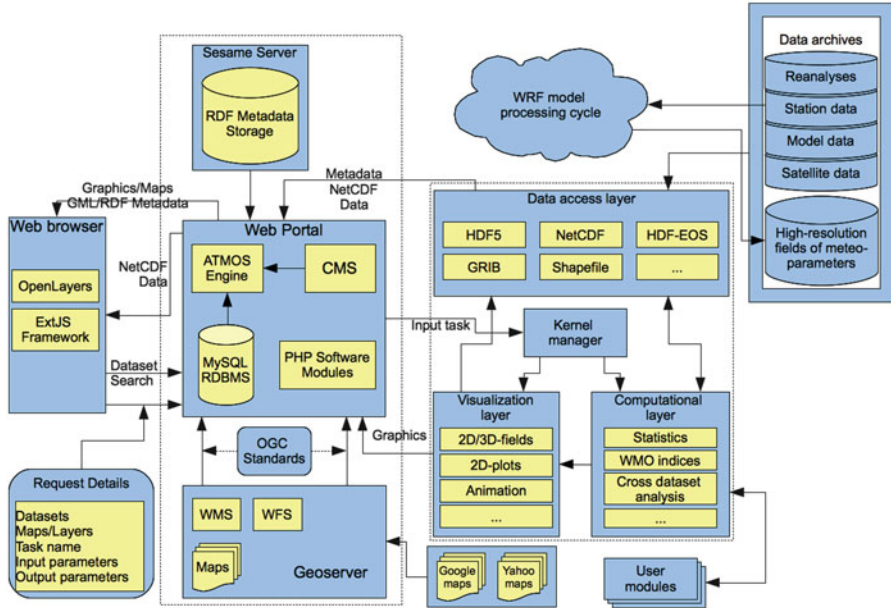 Sesame Server
RDF Metadata
Storage
WRF model
processing cycle
Data archives
Reanalyses
Station data
Model data
Satellite data
High-resolution
fields of meteo-
parameters
Graphics/Maps
GML/RDF Metadata
Metadata
NetCDF
Data
Data access layer
HDF5
NetCDF
HDF-EOS
GRIB
Shapefile
...
Web browser
OpenLayers
ExtJS
Framework
NetCDF
Data
Dataset
Search
Web Portal
ATMOS
Engine
CMS
MySQL
RDBMS
PHP Software
Modules
Input task
Kernel
manager
Graphics
Visualization
layer
2D/3D-fields
2D-plots
Animation
...
Computational
layer
Statistics
WMO indices
Cross dataset
analysis
...
OGC
Standards
Request Details
Datasets
Maps/Layers
Task name
Input parameters
Output parameters
WMS
WFS
Maps
Geoserver
Google
maps
Yahoo
maps
User
modules